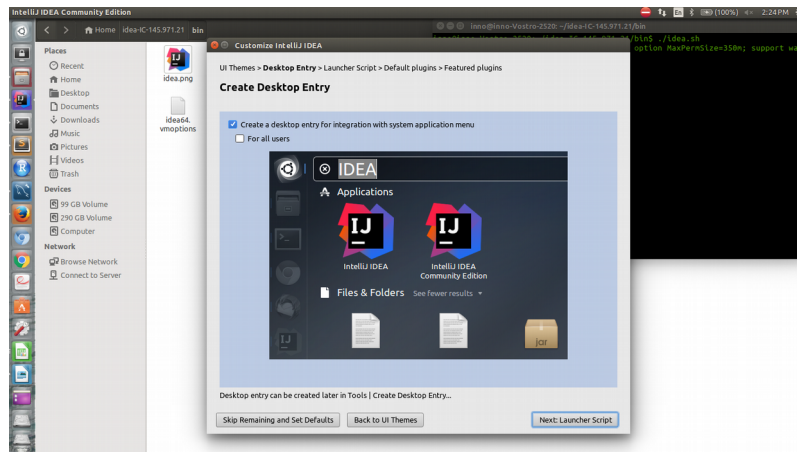 IntelliJ IDEA Community Edition
En (100%) 2:24 PM
Home idea-IC-145.971.21 bin
inno@inno-Vostro-2520: ~/idea-IC-145.971.21/bin
bin$ ./idea.sh
option MaxPermSize=350m; support wa
Places
Recent
Home
Desktop
Documents
Downloads
Music
Pictures
Videos
Trash
Devices
99 GB Volume
290 GB Volume
Computer
Network
Browse Network
Connect to Server
idea.png
idea64.
vmoptions
Customize IntelliJ IDEA
UI Themes > Desktop Entry > Launcher Script > Default plugins > Featured plugins
Create Desktop Entry
Create a desktop entry for integration with system application menu
For all users
IDEA
Applications
IJ
IJ
IntelliJ IDEA
IntelliJ IDEA
Community Edition
Files & Folders See fewer results
jar
Desktop entry can be created later in Tools | Create Desktop Entry...
Skip Remaining and Set Defaults
Back to UI Themes
Next: Launcher Script